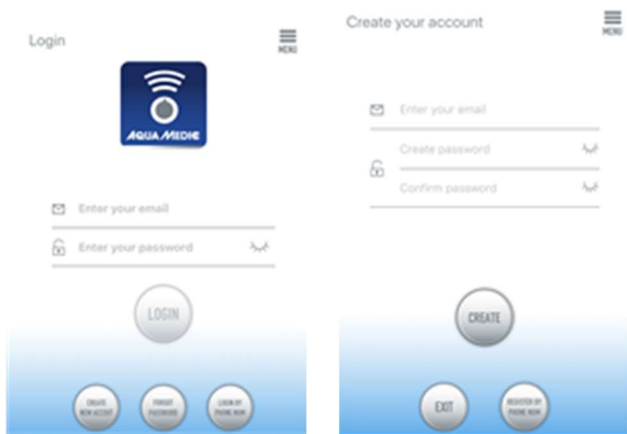 Login
MENU
AQUA MEDIC
Enter your email
Enter your password
LOGIN
CREATE
NEW ACCOUNT
FORGOT
PASSWORD
LOGIN BY
PHONE NUM
Create your account
MENU
Enter your email
Create password
Confirm password
CREATE
EXIT
REGISTER BY
PHONE NUM